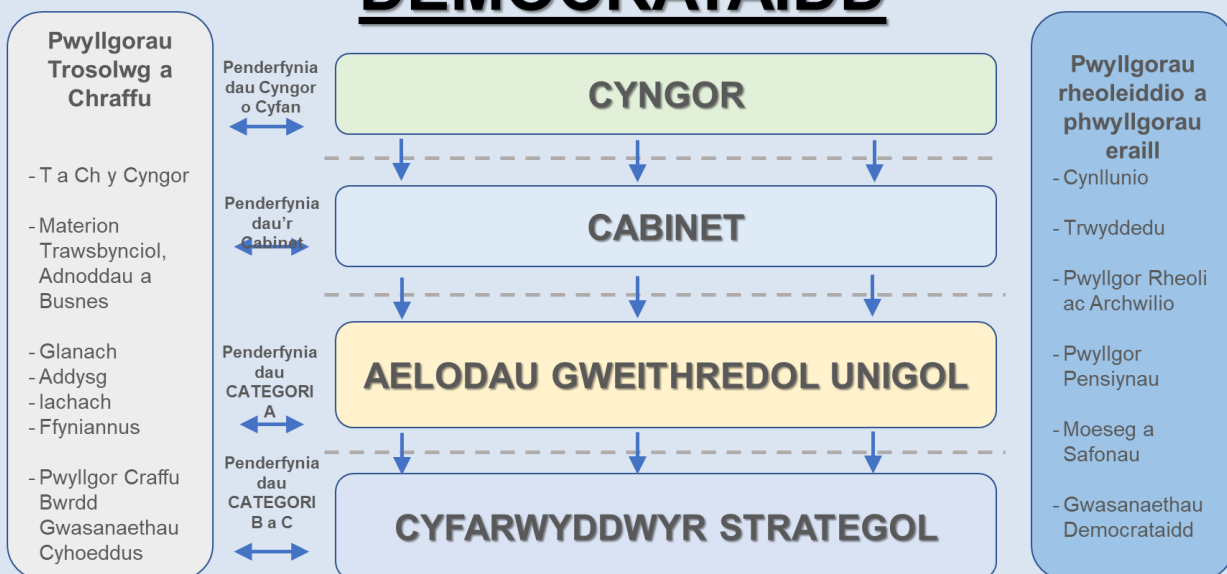 DEMOCRATAIDD
Pwyllgorau
Trosolwg a
Chraffu
- T a Ch y Cyngor
- Materion
Trawsbynciol,
Adnoddau a
Busnes
- Glanach
- Addysg
- Iachach
- Ffyniannus
- Pwyllgor Craffu
Bwrdd
Gwasanaethau
Cyhoeddus
Penderfynia
dau Cyngor
o Cyfan
CYNGOR
Penderfynia
dau'r
Cabinet
CABINET
Penderfynia
dau
CATEGORI
A
AELODAU GWEITHREDOL UNIGOL
Penderfynia
dau
CATEGORI
B a C
CYFARWYDDWYR STRATEGOL
Pwyllgorau
rheoleiddio a
phwyllgorau
eraill
- Cynllunio
- Trwyddedu
- Pwyllgor Rheoli
ac Archwilio
- Pwyllgor
Pensiynau
- Moeseg a
Safonau
- Gwasanaethau
Democrataidd